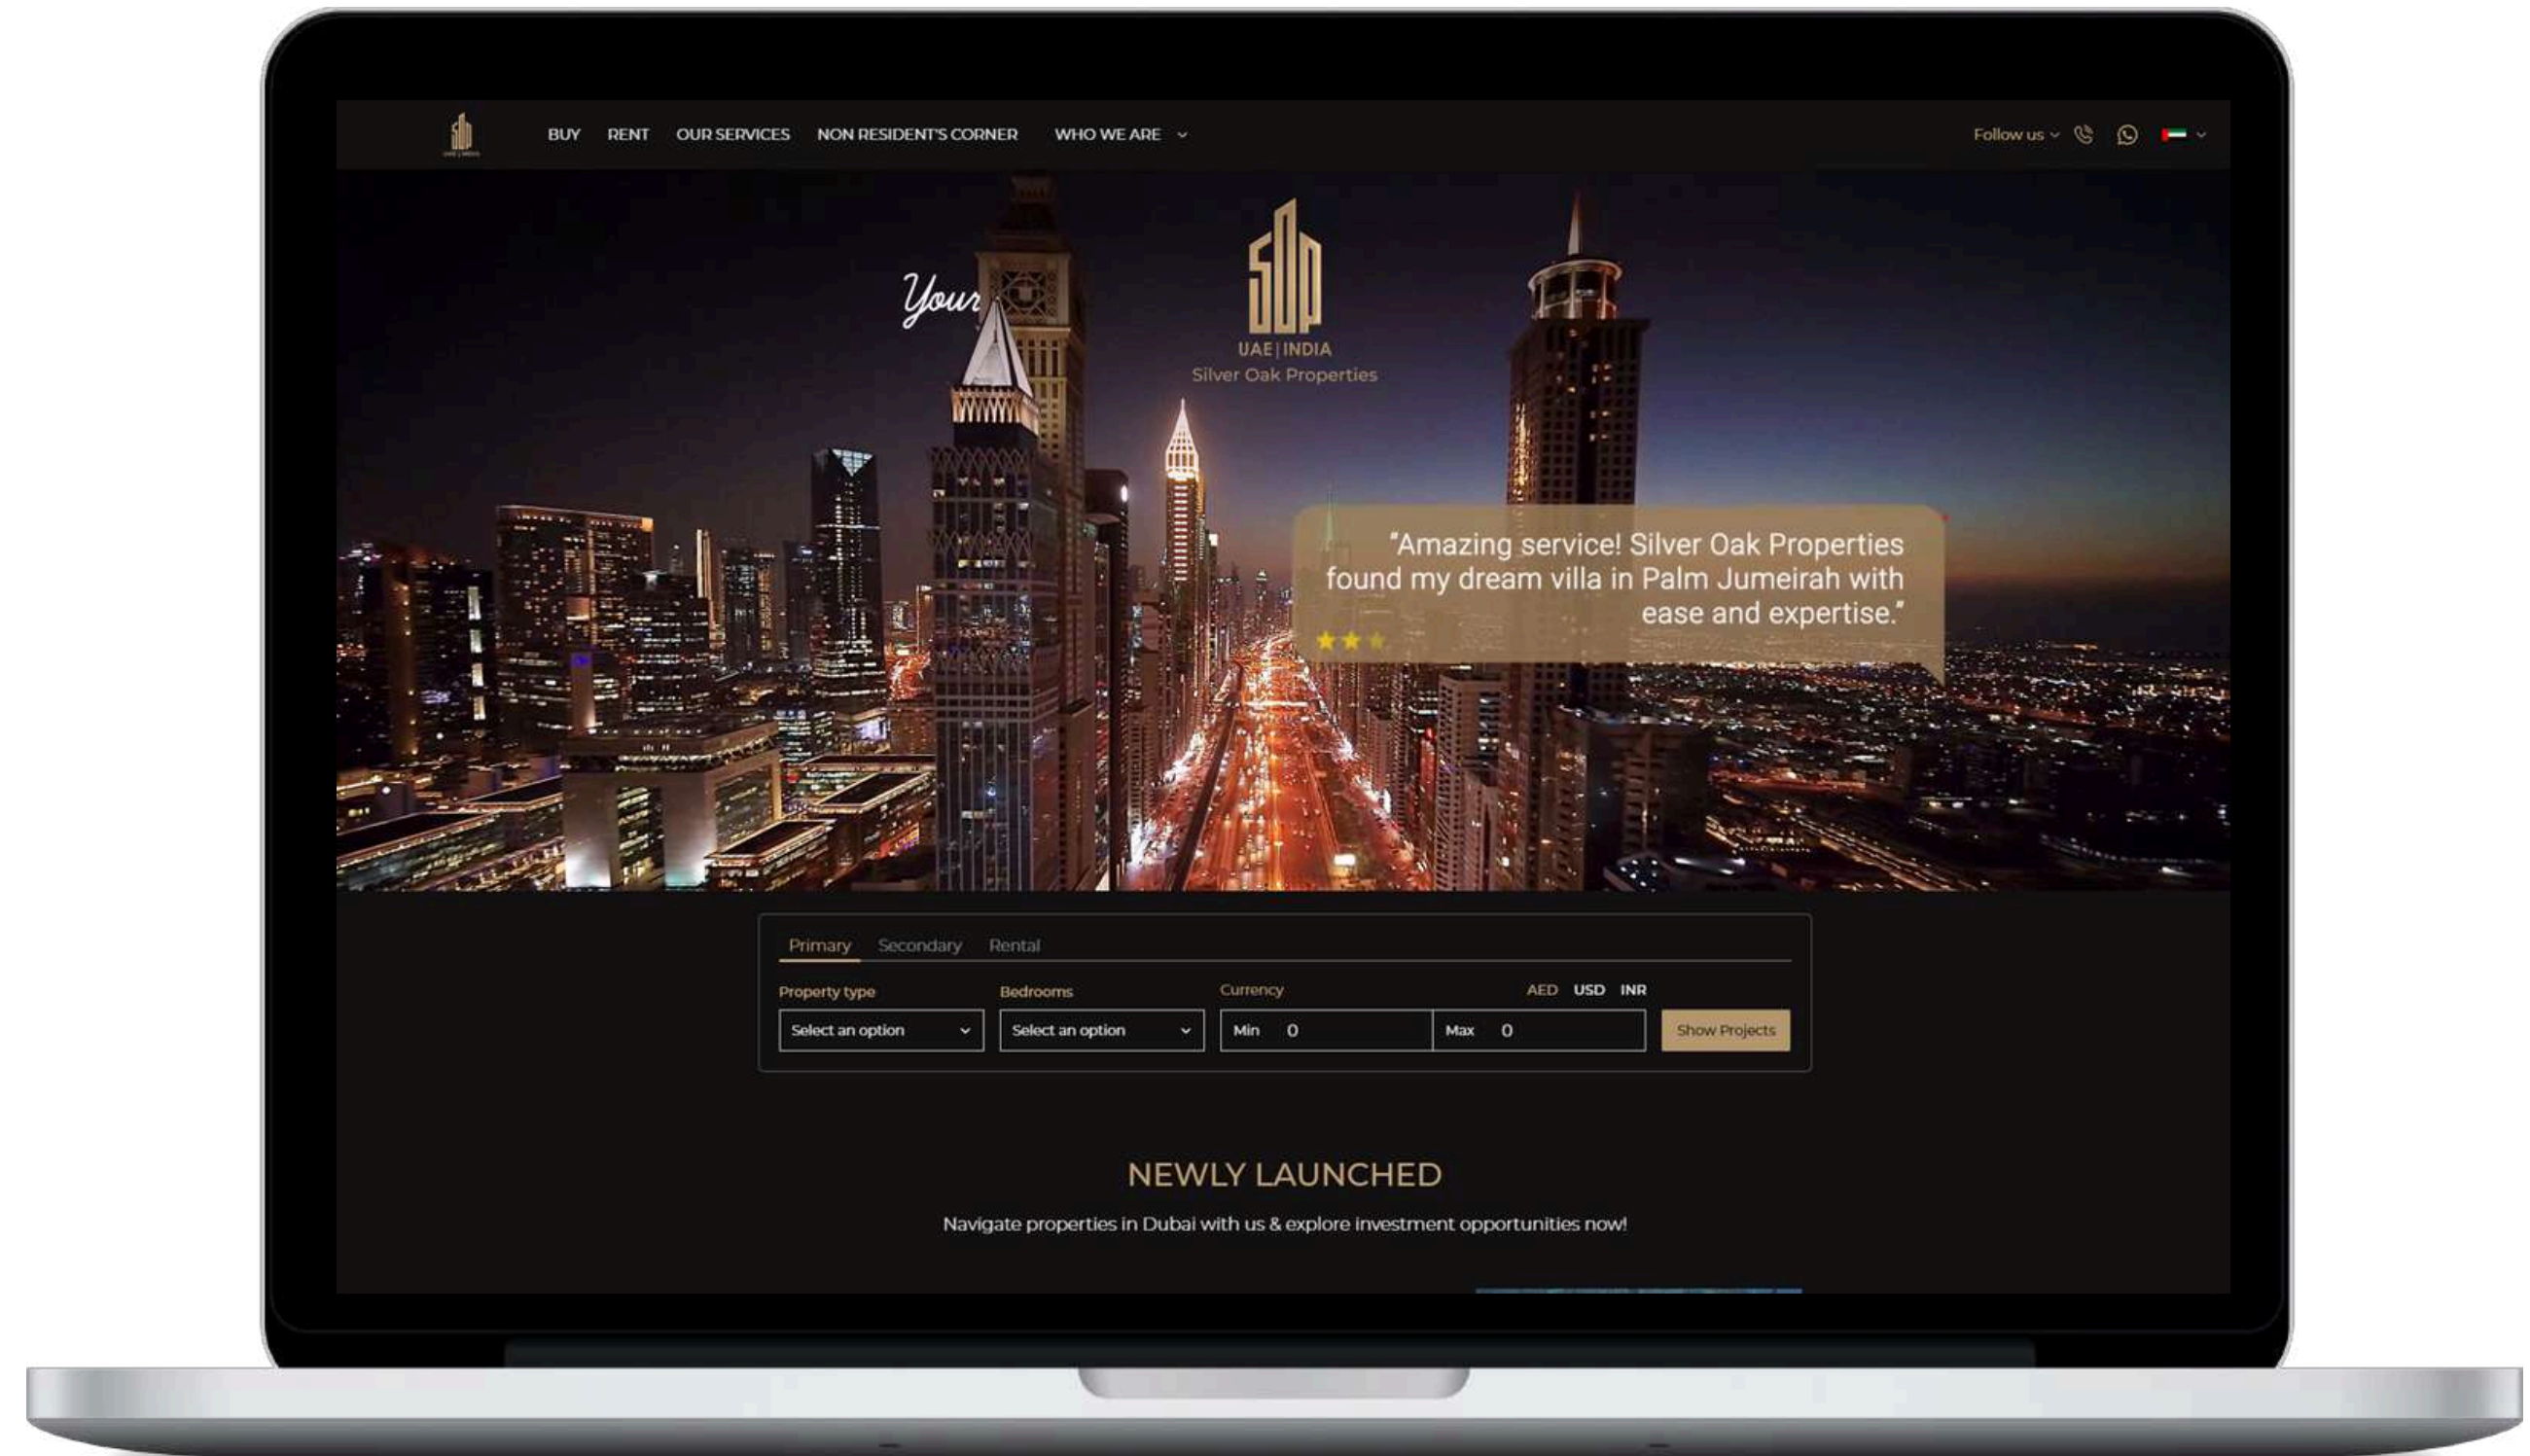 UAE | INDIA
BUY RENT OUR SERVICES NON RESIDENT'S CORNER WHO WE ARE
Follow us
Your
SOP
UAE | INDIA
Silver Oak Properties
"Amazing service! Silver Oak Properties
found my dream villa in Palm Jumeirah with
ease and expertise."
Primary Secondary Rental
Property type Bedrooms Currency AED USD INR
Select an option Select an option Min 0 Max 0 Show Projects
NEWLY LAUNCHED
Navigate properties in Dubai with us & explore investment opportunities now!